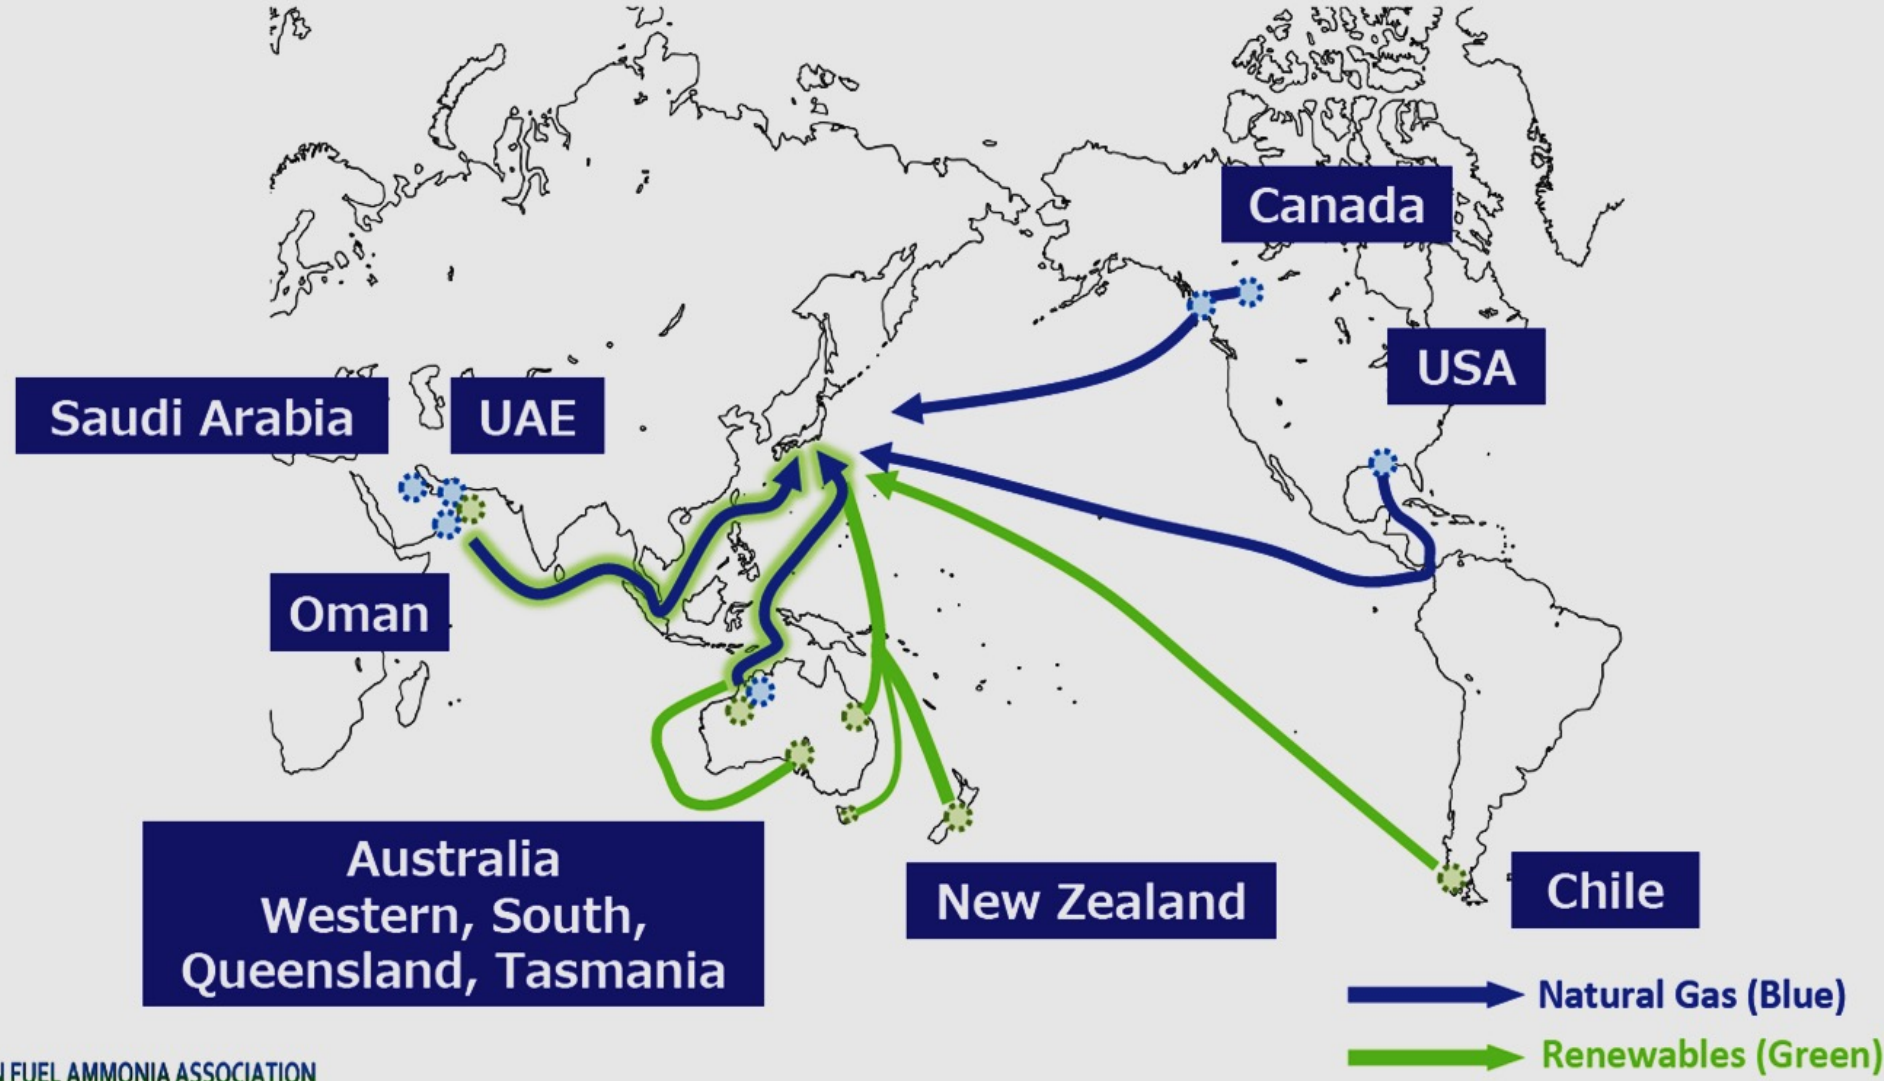 Canada
USA
Saudi Arabia
UAE
Oman
Australia
Western, South,
Queensland, Tasmania
New Zealand
Chile
Natural Gas (Blue)
Renewables (Green)
FUEL AMMONIA ASSOCIATION